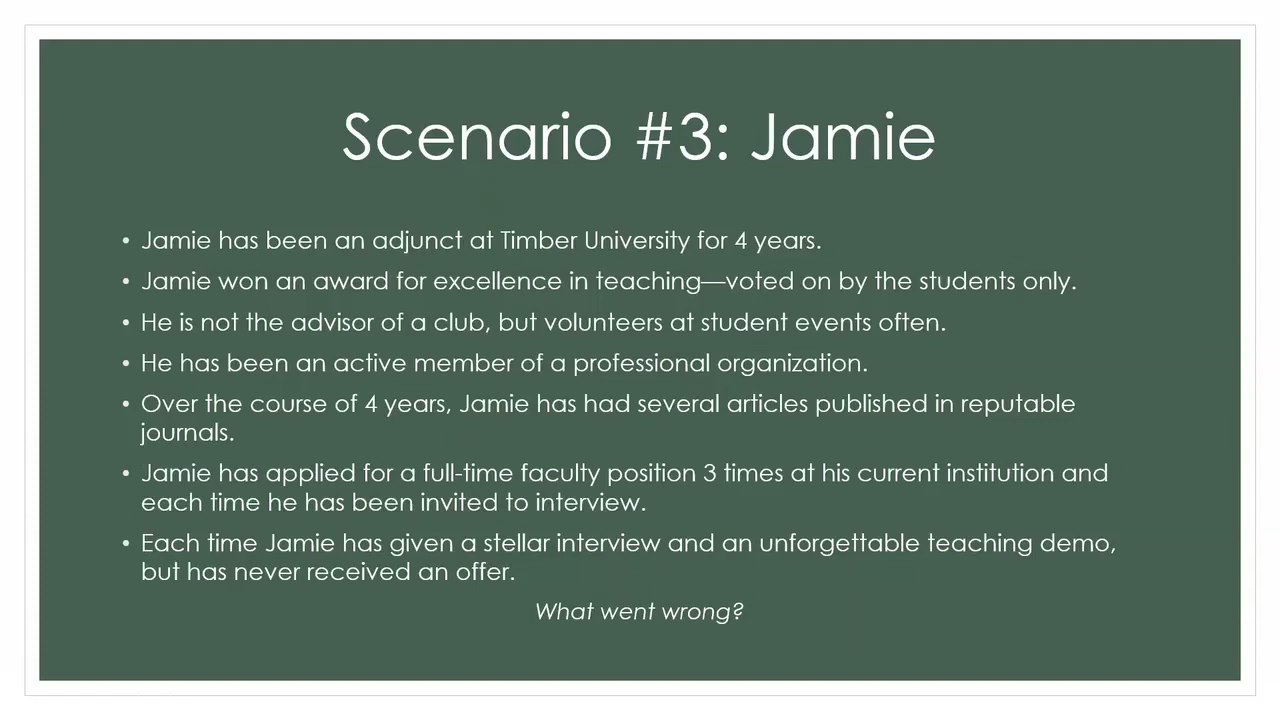 Scenario #3: Jamie
• Jamie has been an adjunct at Timber University for 4 years.
• Jamie won an award for excellence in teaching—voted on by the students only.
• He is not the advisor of a club, but volunteers at student events often.
• He has been an active member of a professional organization.
• Over the course of 4 years, Jamie has had several articles published in reputable
journals.
• Jamie has applied for a full-time faculty position 3 times at his current institution and
each time he has been invited to interview.
• Each time Jamie has given a stellar interview and an unforgettable teaching demo,
but has never received an offer.
What went wrong?